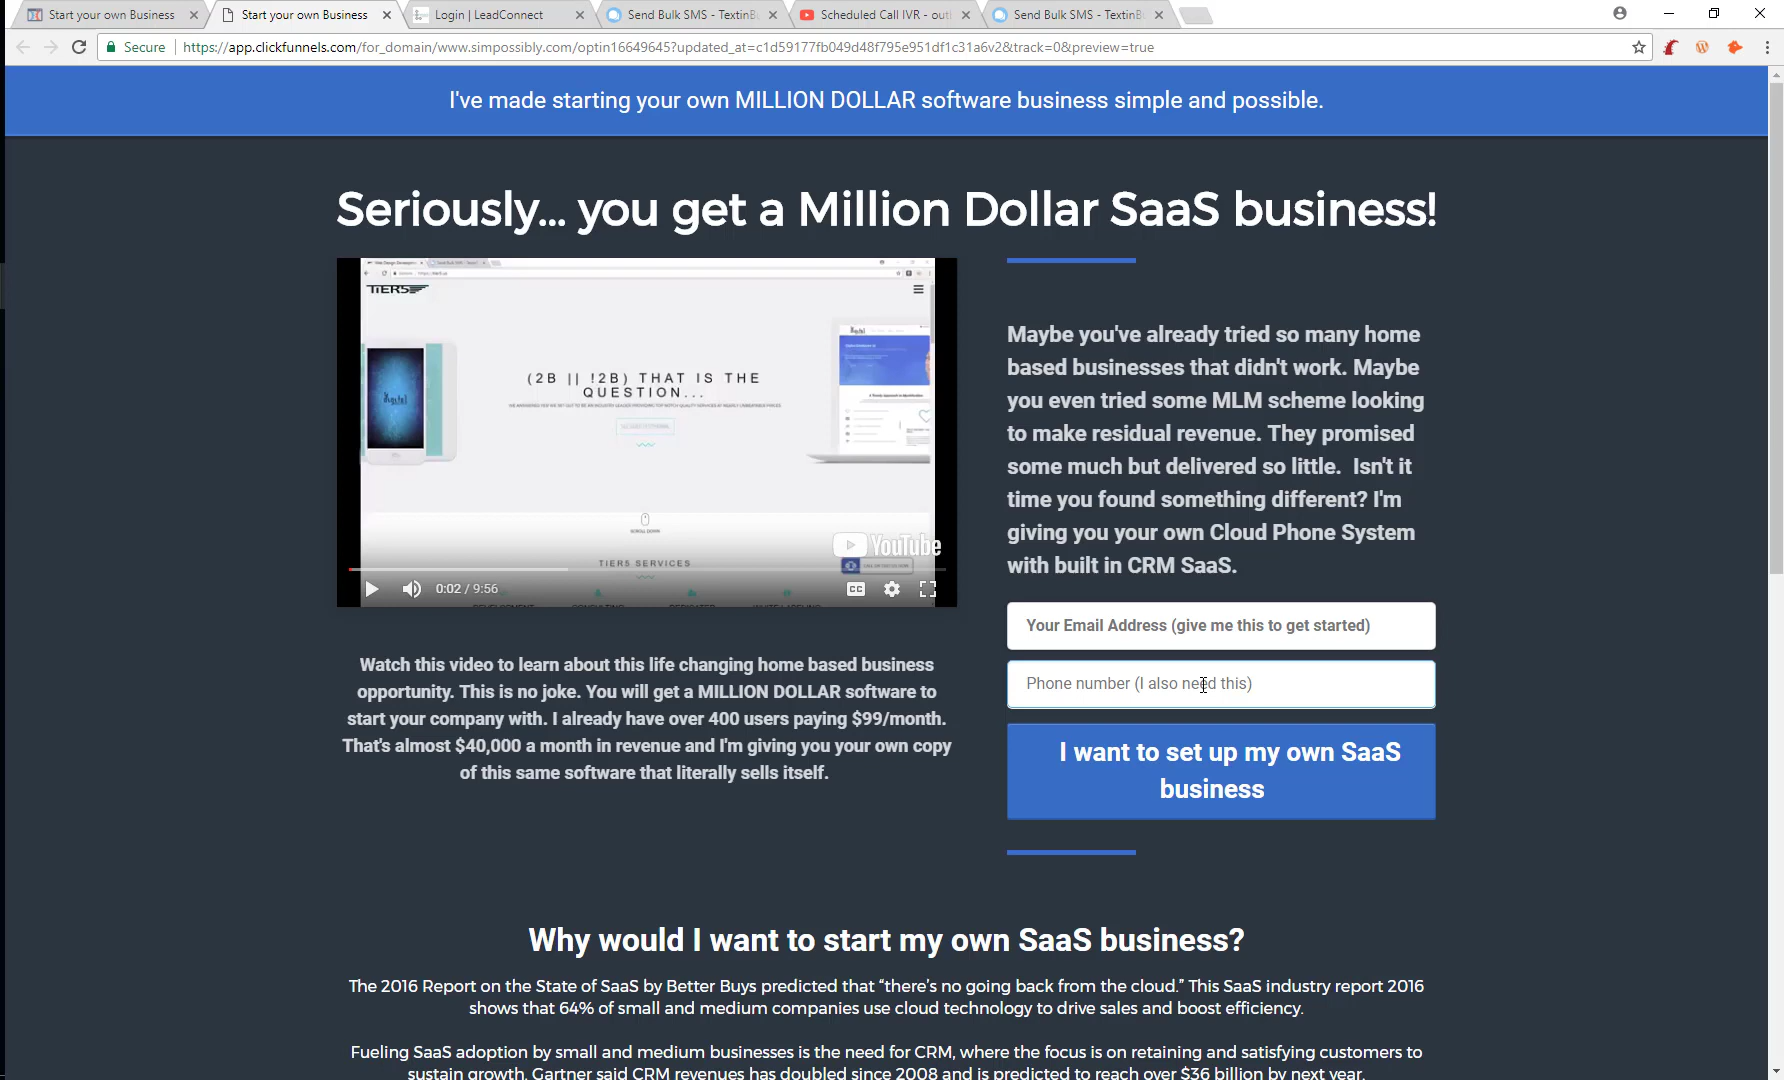 Start your own Business
Start your own Business
Login | LeadConnect
Send Bulk SMS - TextinBu
Scheduled Call IVR - outi
Send Bulk SMS - TextinBu
Secure
https://app.clickfunnels.com/for_domain/www.simpossibly.com/optin16649645?updated_at=c1d59177fb049d48f795e951df1c31a6v2&track=0&preview=true
I've made starting your own MILLION DOLLAR software business simple and possible.
Seriously... you get a Million Dollar SaaS business!
TIER5
(2B || !2B) THAT IS THE
QUESTION...
SCROLL DOWN
YouTube
TIER5 SERVICES
0:02 / 9:56
CC
Maybe you've already tried so many home
based businesses that didn't work. Maybe
you even tried some MLM scheme looking
to make residual revenue. They promised
some much but delivered so little. Isn't it
time you found something different? I'm
giving you your own Cloud Phone System
with built in CRM SaaS.
Your Email Address (give me this to get started)
Phone number (I also need this)
I want to set up my own SaaS
business
Watch this video to learn about this life changing home based business
opportunity. This is no joke. You will get a MILLION DOLLAR software to
start your company with. I already have over 400 users paying $99/month.
That's almost $40,000 a month in revenue and I'm giving you your own copy
of this same software that literally sells itself.
Why would I want to start my own SaaS business?
The 2016 Report on the State of SaaS by Better Buys predicted that “there’s no going back from the cloud.” This SaaS industry report 2016
shows that 64% of small and medium companies use cloud technology to drive sales and boost efficiency.
Fueling SaaS adoption by small and medium businesses is the need for CRM, where the focus is on retaining and satisfying customers to
sustain growth. Gartner said CRM revenues has doubled since 2008 and is predicted to reach over $36 billion by next year.